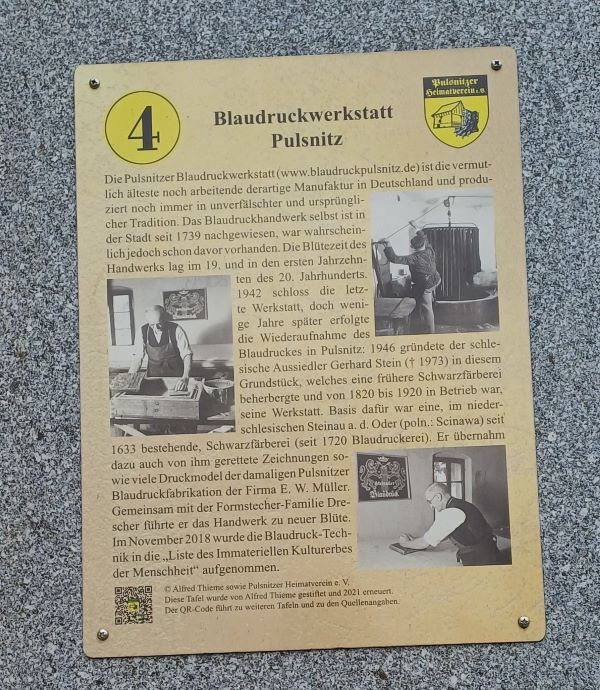 4
Blaudruckwerkstatt
Pulsnitz
Pulsnitzer
Heimatverein e.V.
Die Pulsnitzer Blaudruckwerkstatt (www.blaudruckpulsnitz.de) ist die vermut-
lich älteste noch arbeitende derartige Manufaktur in Deutschland und produ-
ziert noch immer in unverfälschter und ursprüngli-
cher Tradition. Das Blaudruckhandwerk selbst ist in
der Stadt seit 1739 nachgewiesen, war wahrschein-
lich jedoch schon davor vorhanden. Die Blütezeit des
Handwerks lag im 19. und in den ersten Jahrzehn-
ten des 20. Jahrhunderts.
1942 schloss die letz-
te Werkstatt, doch weni-
ge Jahre später erfolgte
die Wiederaufnahme des
Blaudruckes in Pulsnitz: 1946 gründete der schle-
sische Aussiedler Gerhard Stein († 1973) in diesem
Grundstück, welches eine frühere Schwarzfärberei
beherbergte und von 1820 bis 1920 in Betrieb war,
seine Werkstatt. Basis dafür war eine, im nieder-
schlesischen Steinau a. d. Oder (poln.: Scinawa) seit
1633 bestehende, Schwarzfärberei (seit 1720 Blaudruckerei). Er übernahm
dazu auch von ihm gerettete Zeichnungen so-
wie viele Druckmodel der damaligen Pulsnitzer
Blaudruckfabrikation der Firma E. W. Müller.
Gemeinsam mit der Formstecher-Familie Dre-
scher führte er das Handwerk zu neuer Blüte.
Im November 2018 wurde die Blaudruck-Tech-
nik in die „Liste des Immateriellen Kulturerbes
der Menschheit“ aufgenommen.
Blaudruck
© Alfred Thieme sowie Pulsnitzer Heimatverein e. V.
Diese Tafel wurde von Alfred Thieme gestiftet und 2021 erneuert.
Der QR-Code führt zu weiteren Tafeln und zu den Quellenangaben.